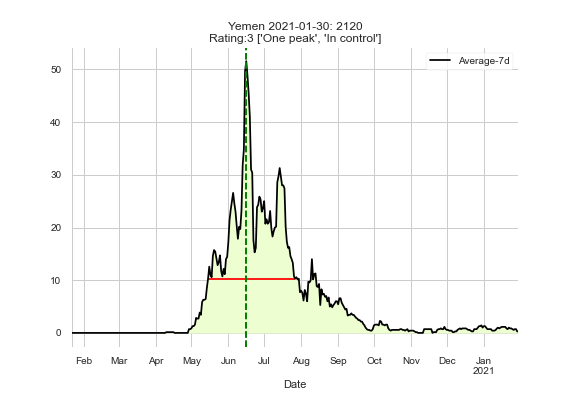 Yemen 2021-01-30: 2120
Rating:3 ['One peak', 'In control']
Average-7d
50
40
30
20
10
0
Feb Mar Apr May Jun Jul Aug Sep Oct Nov Dec Jan
2021
Date